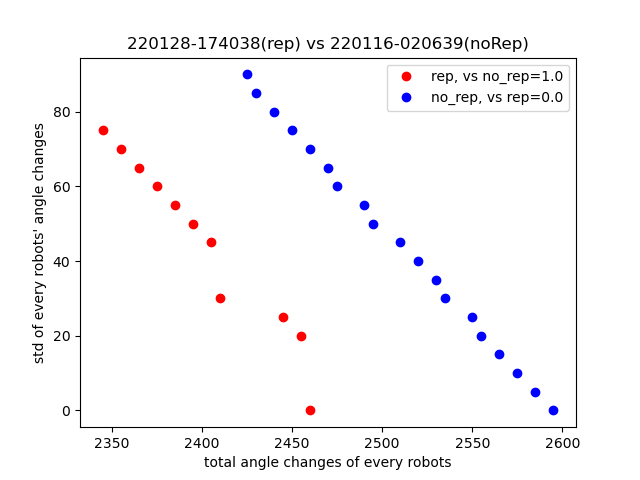 220128-174038(rep) vs 220116-020639(noRep)
rep, vs no_rep=1.0
no_rep, vs rep=0.0
std of every robots' angle changes
80
60
40
20
0
2350 2400 2450 2500 2550 2600
total angle changes of every robots